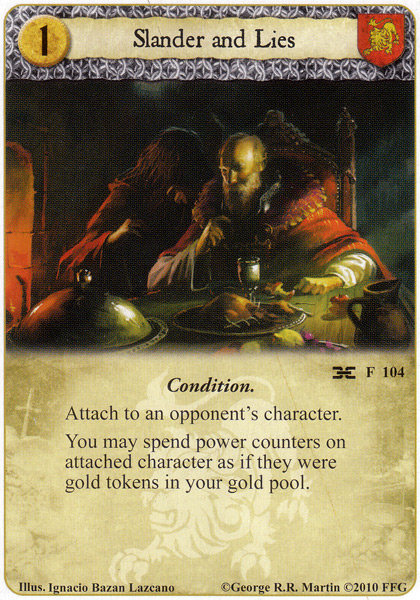 1
Slander and Lies
F 104
Condition.
Attach to an opponent's character.
You may spend power counters on
attached character as if they were
gold tokens in your gold pool.
Illus. Ignacio Bazan Lazcano ©George R.R. Martin ©2010 FFG